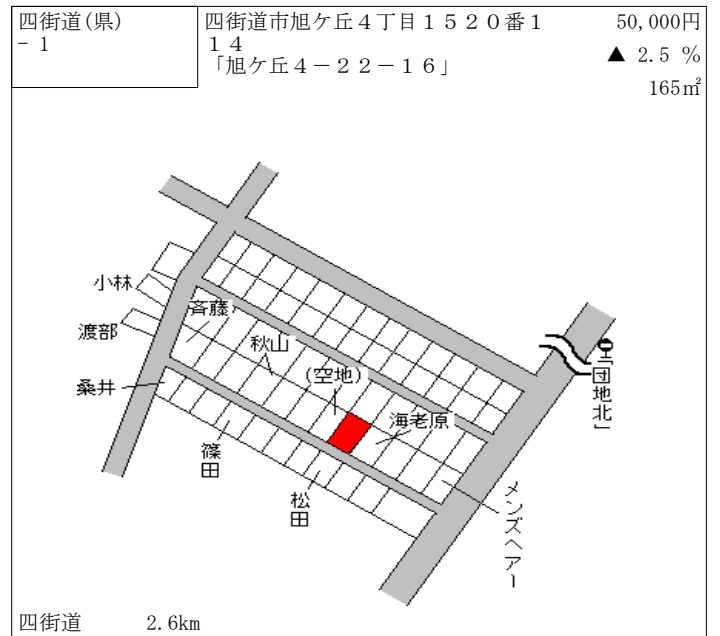 四街道(県)
- 1
四街道市旭ケ丘４丁目１５２０番１
１４
「旭ケ丘４－２２－１６」
50,000円
▲ 2.5 %
165㎡
小林
斉藤
渡部
秋山
(空地)
桑井
海老原
篠田
松田
メンズヘアー
「団地北」
四街道 2.6km